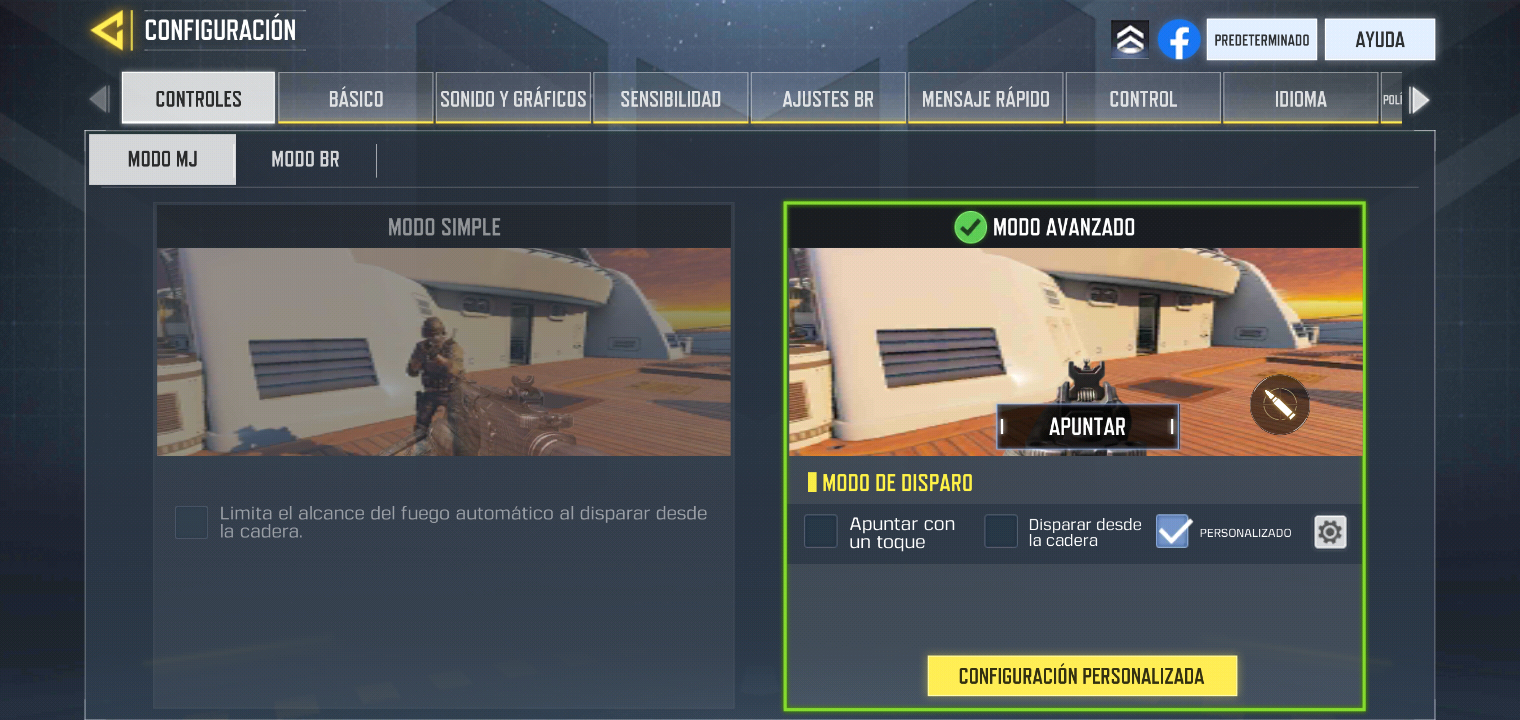 CONFIGURACIÓN
PREDETERMINADO
AYUDA
CONTROLES
BÁSICO
SONIDO Y GRÁFICOS
SENSIBILIDAD
AJUSTES BR
MENSAJE RÁPIDO
CONTROL
IDIOMA
POLÍ
MODO MJ
MODO BR
MODO SIMPLE
Limita el alcance del fuego automático al disparar desde
la cadera.
MODO AVANZADO
APUNTAR
MODO DE DISPARO
Apuntar con
un toque
Disparar desde
la cadera
PERSONALIZADO
CONFIGURACIÓN PERSONALIZADA